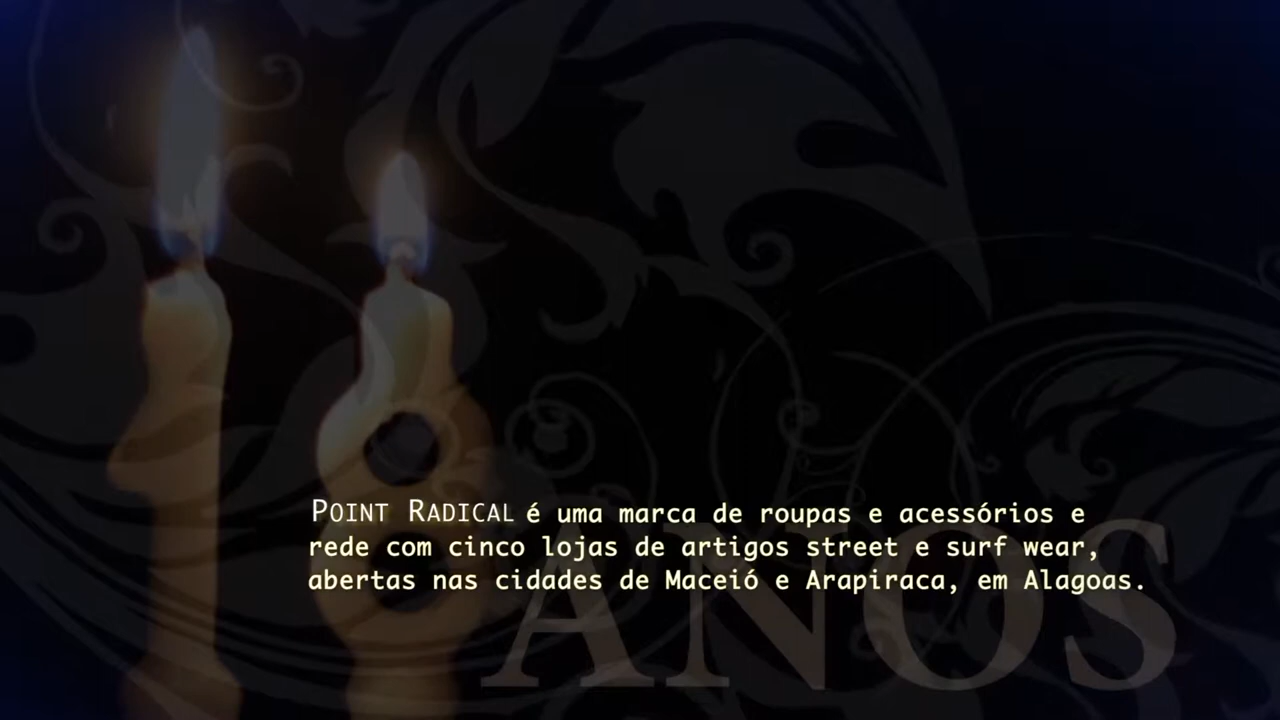 POINT RADICAL é uma marca de roupas e acessórios e
rede com cinco lojas de artigos street e surf wear,
abertas nas cidades de Maceió e Arapiraca, em Alagoas.
18 ANOS